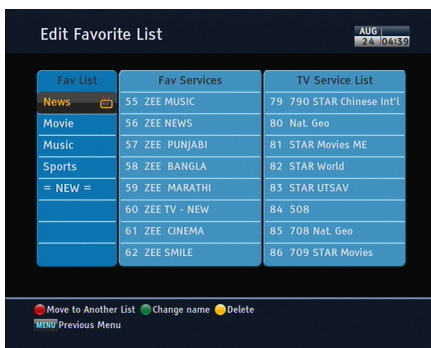 Edit Favorite List
AUG
24 04:39
Fav List Fav Services TV Service List
News 55 ZEE MUSIC 79 790 STAR Chinese Int'l
Movie 56 ZEE NEWS 80 Nat. Geo
Music 57 ZEE PUNJABI 81 STAR Movies ME
Sports 58 ZEE BANGLA 82 STAR World
= NEW = 59 ZEE MARATHI 83 STAR UTSAV
60 ZEE TV - NEW 84 508
61 ZEE CINEMA 85 708 Nat. Geo
62 ZEE SMILE 86 709 STAR Movies
Move to Another List Change name Delete
MENU Previous Menu